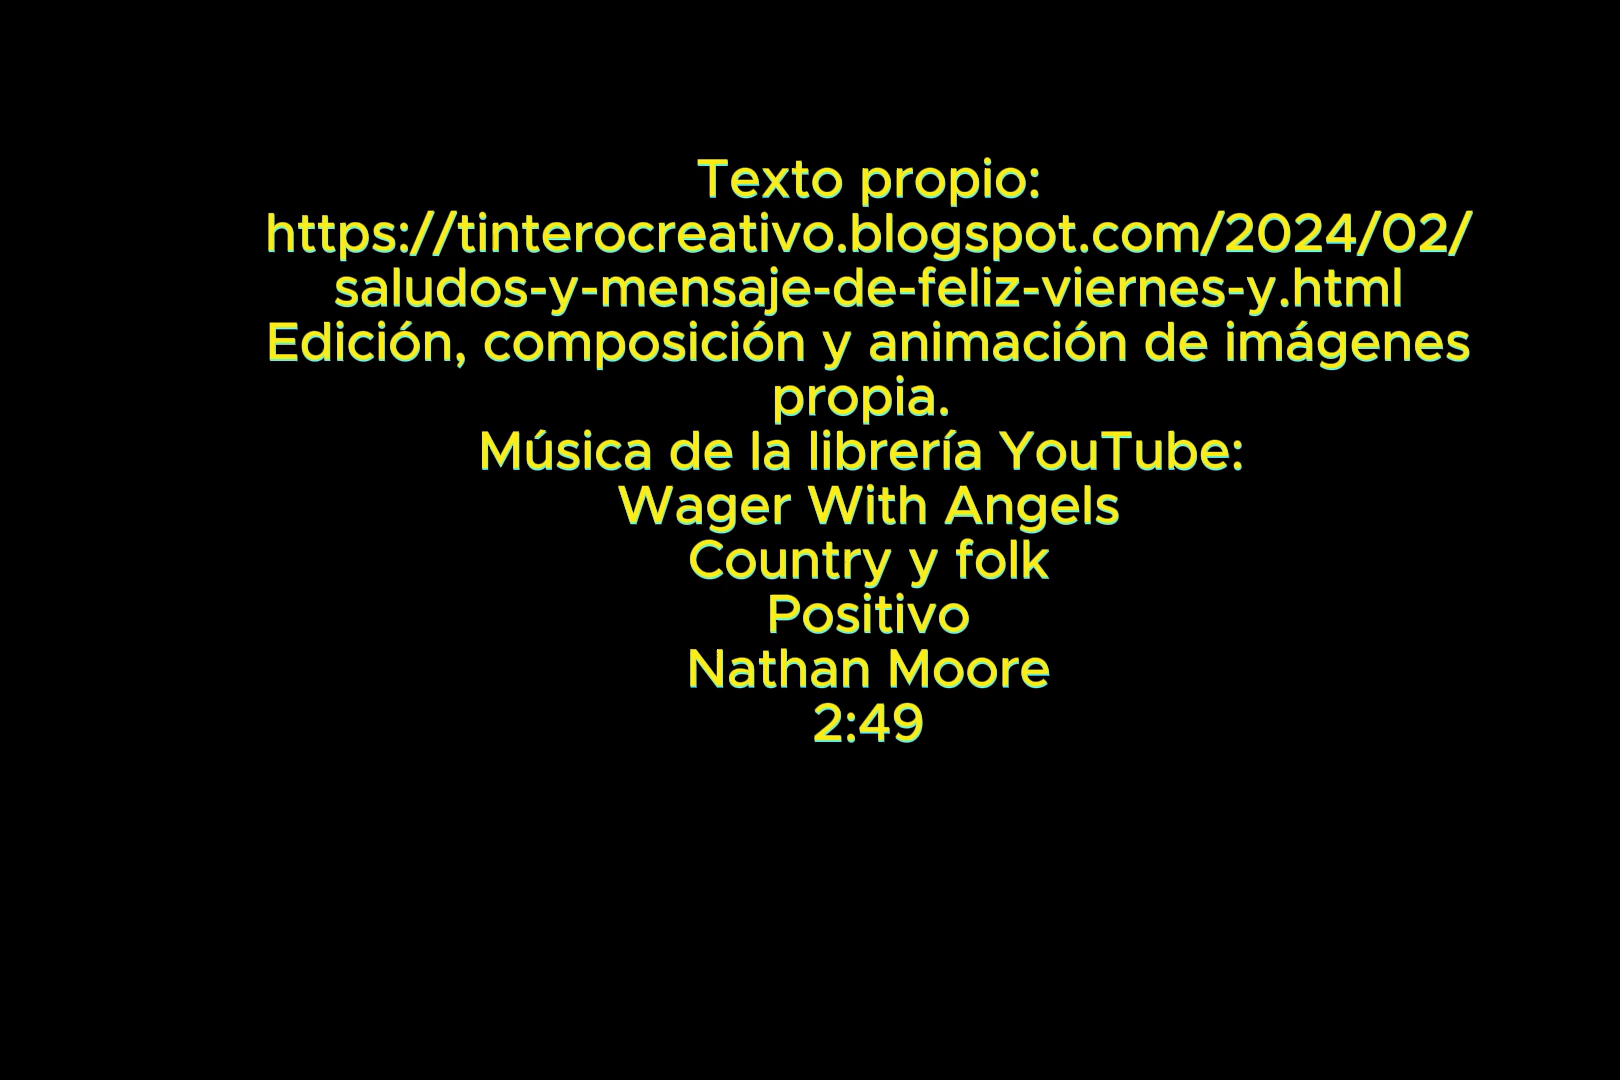 Texto propio:
https://tinterocreativo.blogspot.com/2024/02/
saludos-y-mensaje-de-feliz-viernes-y.html
Edición, composición y animación de imágenes
propia.
Música de la librería YouTube:
Wager With Angels
Country y folk
Positivo
Nathan Moore
2:49